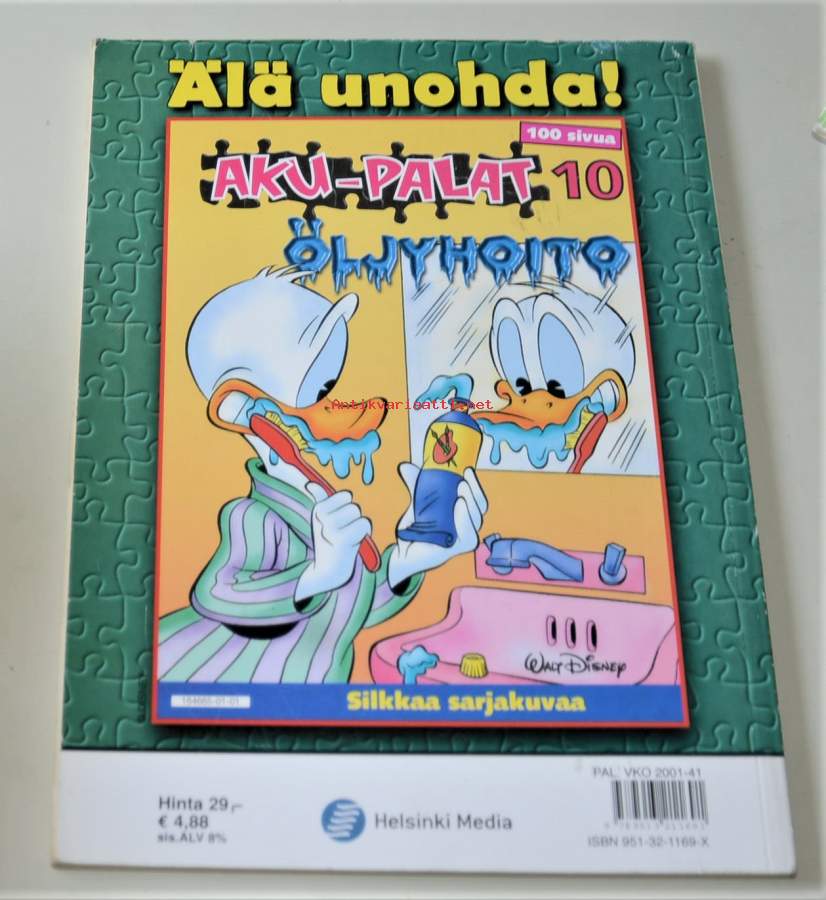 Älä unohda!
100 sivua
AKU-PALAT 10
ÖLJYHOITO
Antikvariaatti.net
WALT DISNEY
Silkkaa sarjakuvaa
PAL. VKO 2001-41
Hinta 29,-
€ 4,88
sis.ALV 8%
Helsinki Media
ISBN 951-32-1169-X